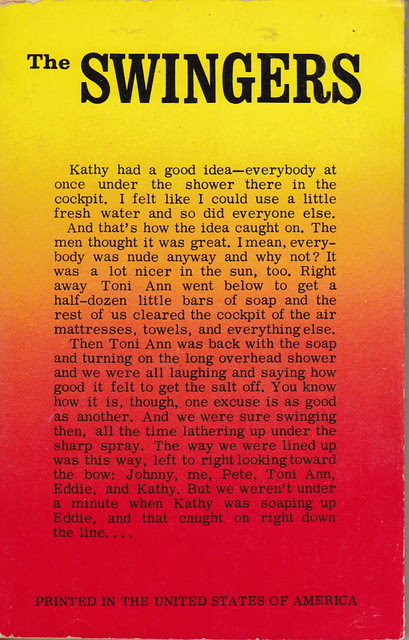 The SWINGERS
Kathy had a good idea—everybody at
once under the shower there in the
cockpit. I felt like I could use a little
fresh water and so did everyone else.
And that's how the idea caught on. The
men thought it was great. I mean, every-
body was nude anyway and why not? It
was a lot nicer in the sun, too. Right
away Toni Ann went below to get a
half-dozen little bars of soap and the
rest of us cleared the cockpit of the air
mattresses, towels, and everything else.
Then Toni Ann was back with the soap
and turning on the long overhead shower
and we were all laughing and saying how
good it felt to get the salt off. You know
how it is, though, one excuse is as good
as another. And we were sure swinging
then, all the time lathering up under the
sharp spray. The way we were lined up
was this way, left to right looking toward
the bow: Johnny, me, Pete, Toni Ann,
Eddie, and Kathy. But we weren't under
a minute when Kathy was soaping up
Eddie, and that caught on right down
the line. . . .
PRINTED IN THE UNITED STATES OF AMERICA